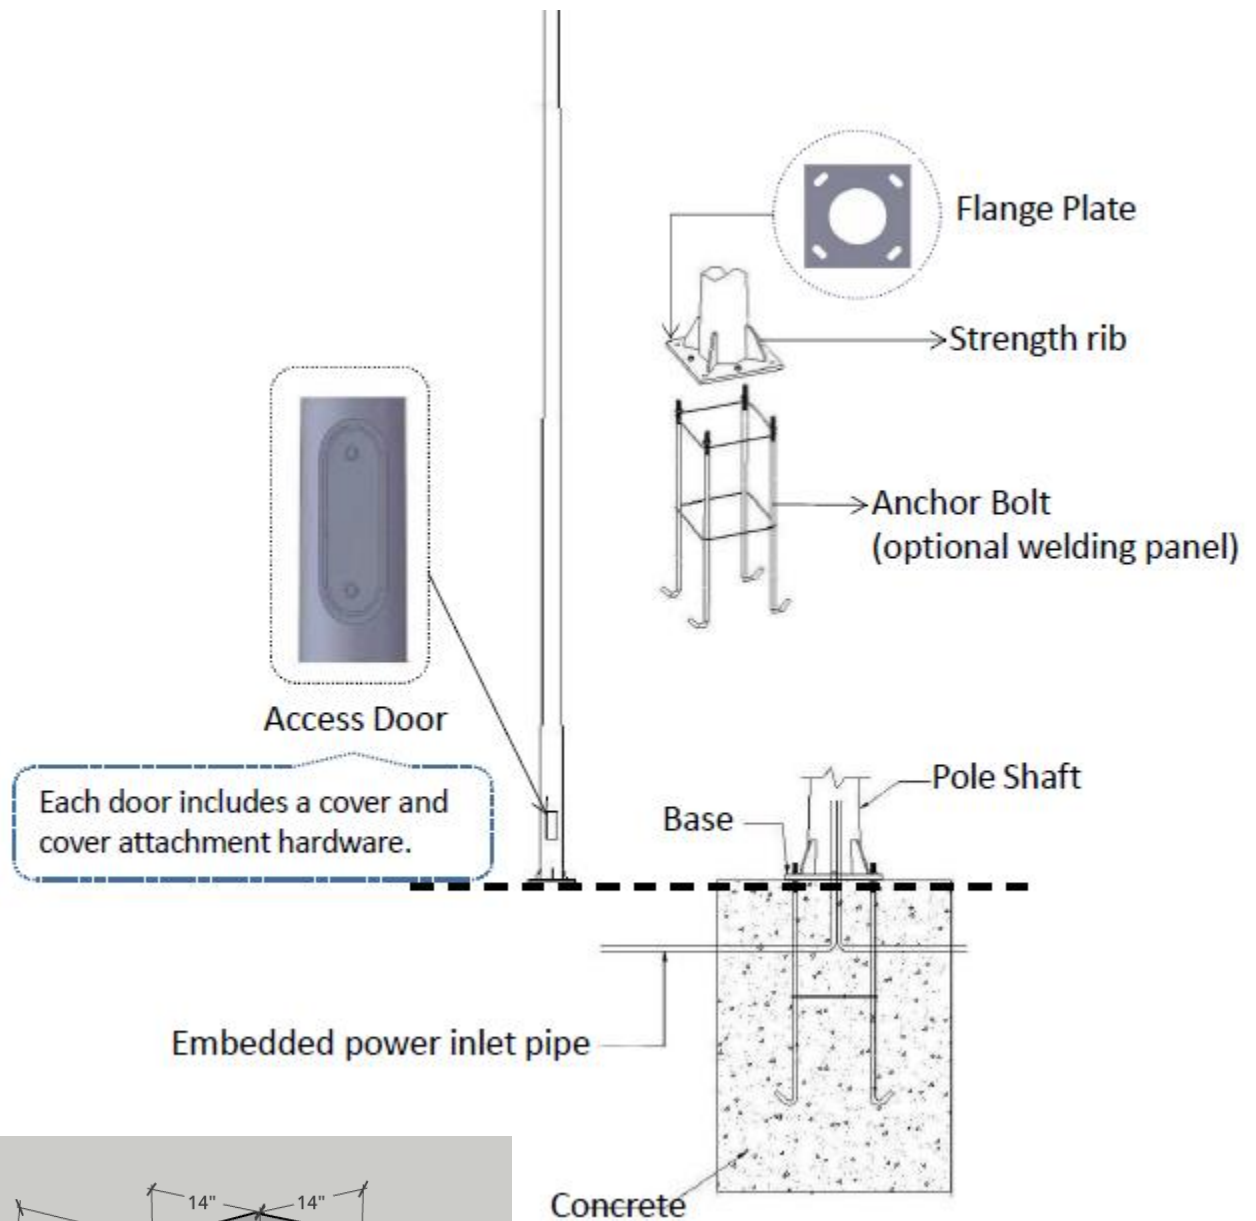 Flange Plate
Strength rib
Anchor Bolt
(optional welding panel)
Access Door
Each door includes a cover and
cover attachment hardware.
Pole Shaft
Base
Embedded power inlet pipe
Concrete
14" 14"